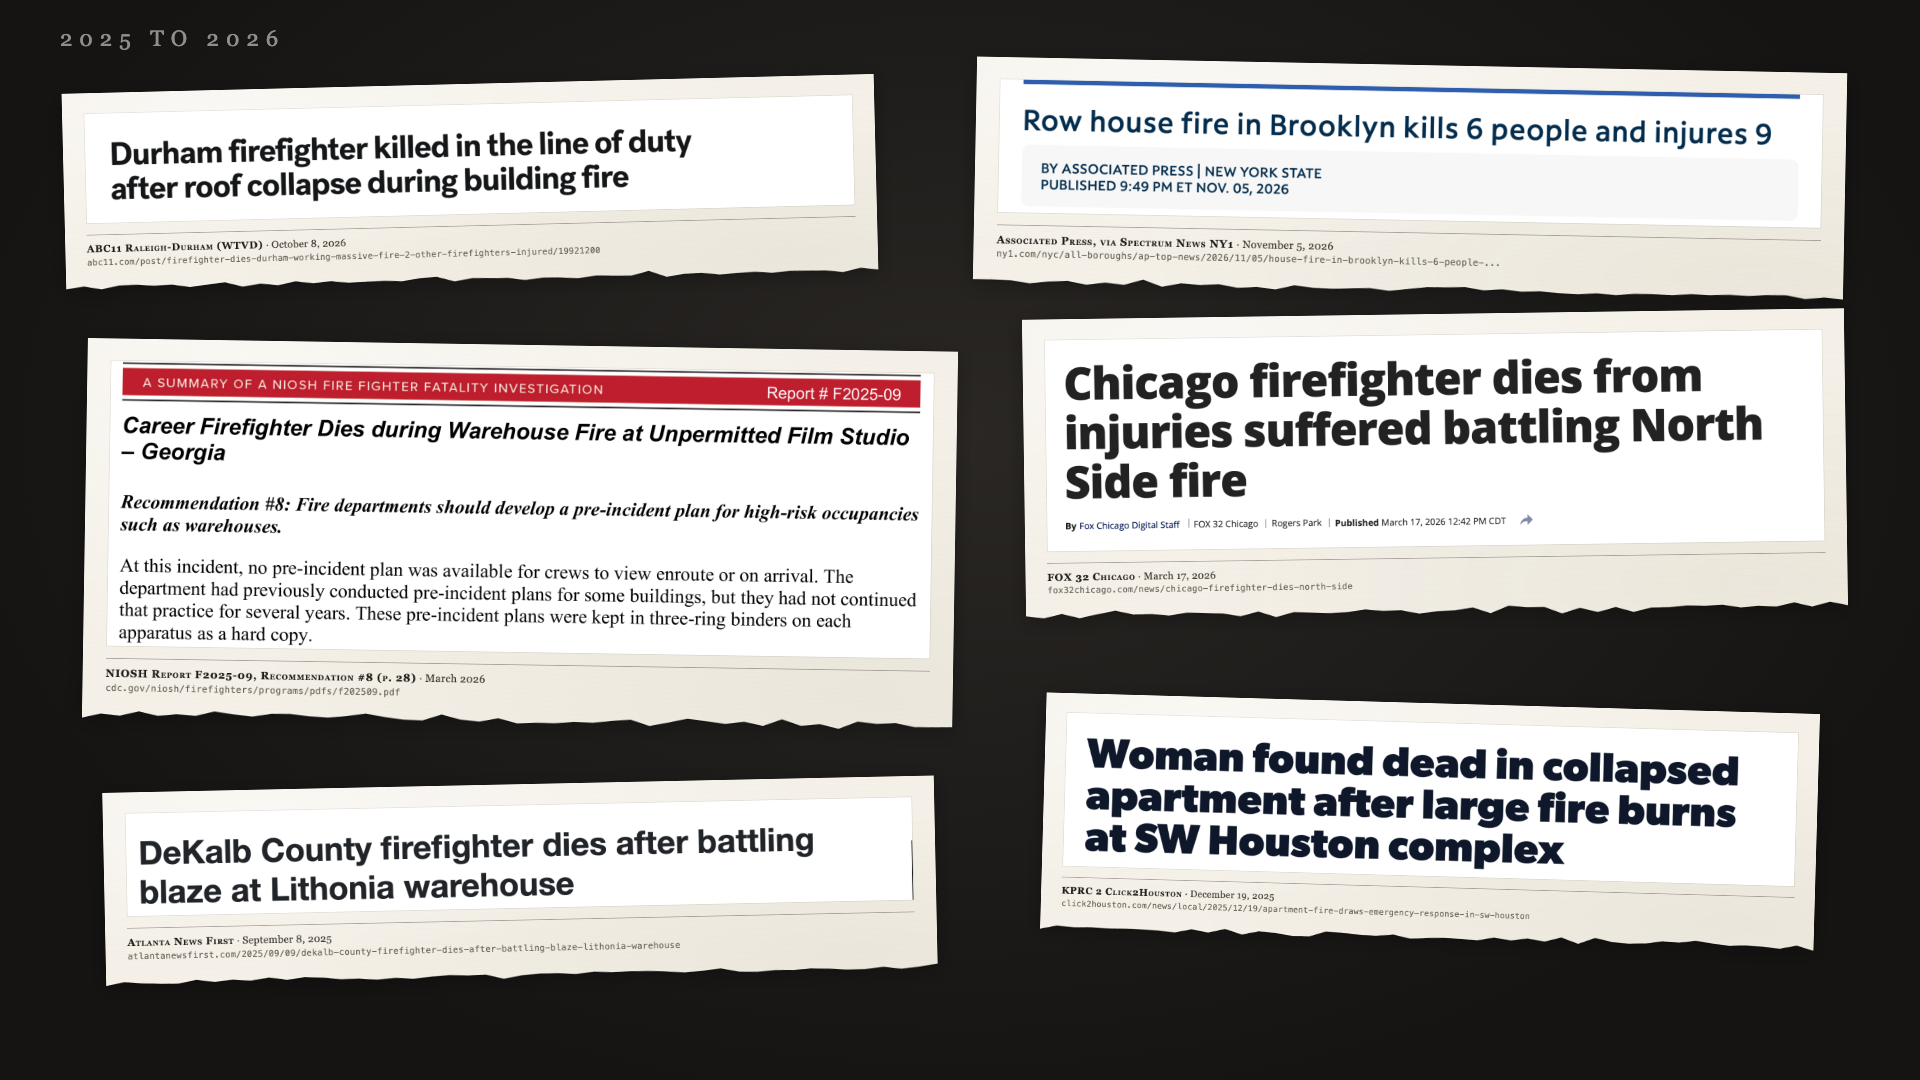 2025 TO 2026
Durham firefighter killed in the line of duty
after roof collapse during building fire
ABC11 Raleigh-Durham (WTVD) · October 8, 2026
abc11.com/post/firefighter-dies-durham-working-massive-fire-2-other-firefighters-injured/19921200
Row house fire in Brooklyn kills 6 people and injures 9
BY ASSOCIATED PRESS | NEW YORK STATE
PUBLISHED 9:49 PM ET NOV. 05, 2026
Associated Press, via Spectrum News NY1 · November 5, 2026
ny1.com/nyc/all-boroughs/ap-top-news/2026/11/05/house-fire-in-brooklyn-kills-6-people-...
A SUMMARY OF A NIOSH FIRE FIGHTER FATALITY INVESTIGATION Report # F2025-09
Career Firefighter Dies during Warehouse Fire at Unpermitted Film Studio
– Georgia
Recommendation #8: Fire departments should develop a pre-incident plan for high-risk occupancies
such as warehouses.
At this incident, no pre-incident plan was available for crews to view enroute or on arrival. The
department had previously conducted pre-incident plans for some buildings, but they had not continued
that practice for several years. These pre-incident plans were kept in three-ring binders on each
apparatus as a hard copy.
NIOSH Report F2025-09, Recommendation #8 (p. 28) · March 2026
cdc.gov/niosh/firefighters/programs/pdfs/f202509.pdf
Chicago firefighter dies from
injuries suffered battling North
Side fire
By Fox Chicago Digital Staff | FOX 32 Chicago | Rogers Park | Published March 17, 2026 12:42 PM CDT
FOX 32 Chicago · March 17, 2026
fox32chicago.com/news/chicago-firefighter-dies-north-side
DeKalb County firefighter dies after battling
blaze at Lithonia warehouse
Atlanta News First · September 8, 2025
atlantanewsfirst.com/2025/09/09/dekalb-county-firefighter-dies-after-battling-blaze-lithonia-warehouse
Woman found dead in collapsed
apartment after large fire burns
at SW Houston complex
KPRC 2 Click2Houston · December 19, 2025
click2houston.com/news/local/2025/12/19/apartment-fire-draws-emergency-response-in-sw-houston